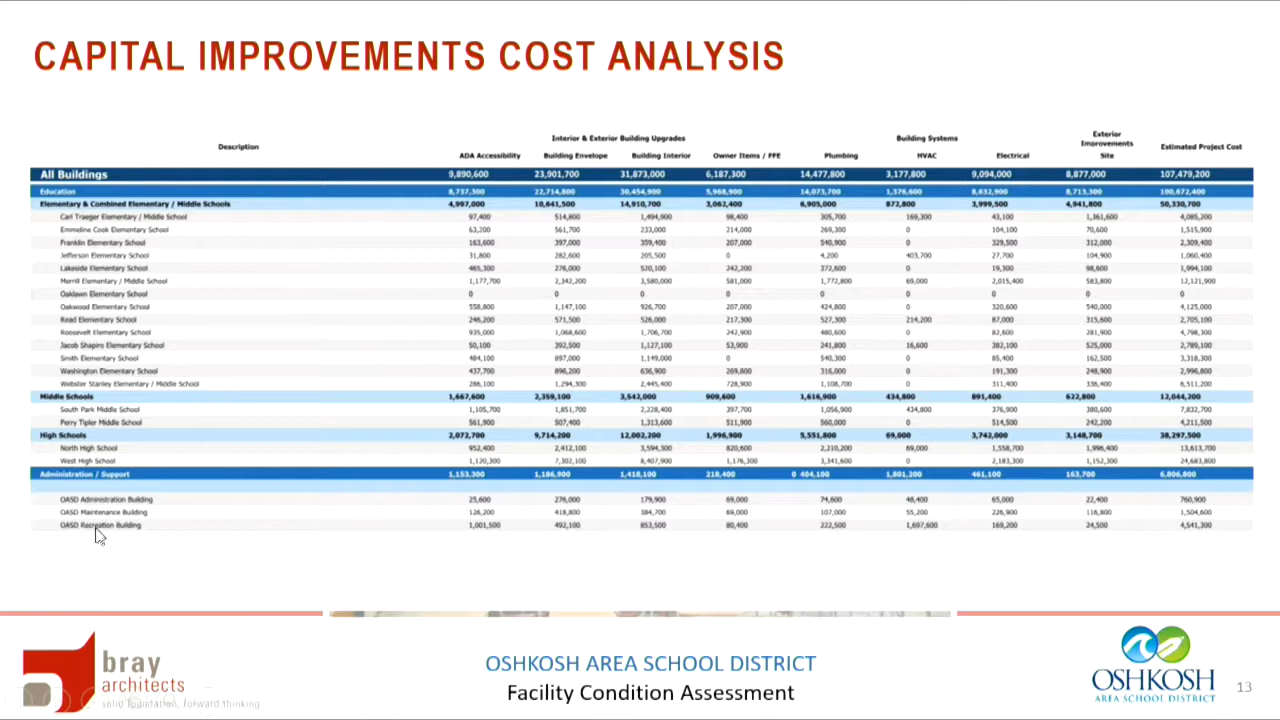 CAPITAL IMPROVEMENTS COST ANALYSIS
Description
Interior & Exterior Building Upgrades
Building Systems
Exterior Improvements
Estimated Project Cost
ADA Accessibility Building Envelope Building Interior Owner Items / FFE Plumbing HVAC Electrical Site
All Buildings 9,890,600 23,901,700 31,873,000 6,187,300 14,477,800 3,177,800 9,094,000 8,877,000 107,479,200
Education 8,737,300 22,714,800 30,454,900 5,968,900 14,073,700 1,376,600 8,632,900 8,713,300 100,672,400
Elementary & Combined Elementary / Middle Schools 4,997,000 10,641,500 14,910,700 3,062,400 6,905,000 872,800 3,999,500 4,941,800 50,330,700
Carl Traeger Elementary / Middle School 97,400 514,800 1,494,900 98,400 305,700 169,300 43,100 1,361,600 4,085,200
Emmeline Cook Elementary School 63,200 561,700 233,000 214,000 269,300 0 104,100 70,600 1,515,900
Franklin Elementary School 163,600 397,000 359,400 207,000 540,900 0 329,500 312,000 2,309,400
Jefferson Elementary School 31,800 282,600 205,500 0 4,200 403,700 27,700 104,900 1,060,400
Lakeside Elementary School 465,300 276,000 520,100 242,200 372,600 0 19,300 98,600 1,994,100
Merrill Elementary / Middle School 1,177,700 2,342,200 3,580,000 581,000 1,772,800 69,000 2,015,400 583,800 12,121,900
Oaklawn Elementary School 0 0 0 0 0 0 0 0 0
Oakwood Elementary School 558,800 1,147,100 926,700 207,000 424,800 0 320,600 540,000 4,125,000
Read Elementary School 246,200 571,500 526,000 217,300 527,300 214,200 87,000 315,600 2,705,100
Roosevelt Elementary School 935,000 1,068,600 1,706,700 242,900 480,600 0 82,600 281,900 4,798,300
Jacob Shapiro Elementary School 50,100 392,500 1,127,100 53,900 241,800 16,600 382,100 525,000 2,789,100
Smith Elementary School 484,100 897,000 1,149,000 0 540,300 0 85,400 162,500 3,318,300
Washington Elementary School 437,700 896,200 636,900 269,800 316,000 0 191,300 248,900 2,996,800
Webster Stanley Elementary / Middle School 286,100 1,294,300 2,445,400 728,900 1,108,700 0 311,400 336,400 6,511,200
Middle Schools 1,667,600 2,359,100 3,542,000 909,600 1,616,900 434,800 891,400 622,800 12,044,200
South Park Middle School 1,105,700 1,851,700 2,228,400 397,700 1,056,900 434,800 376,900 380,600 7,832,700
Perry Tipler Middle School 561,900 507,400 1,313,600 511,900 560,000 0 514,500 242,200 4,211,500
High Schools 2,072,700 9,714,200 12,002,200 1,996,900 5,551,800 69,000 3,742,000 3,148,700 38,297,500
North High School 952,400 2,412,100 3,594,300 820,600 2,210,200 69,000 1,558,700 1,996,400 13,613,700
West High School 1,120,300 7,302,100 8,407,900 1,176,300 3,341,600 0 2,183,300 1,152,300 24,683,800
Administration / Support 1,153,300 1,186,900 1,418,100 218,400 0 404,100 1,801,200 461,100 163,700 6,806,800
OASD Administration Building 25,600 276,000 179,900 69,000 74,600 48,400 65,000 22,400 760,900
OASD Maintenance Building 126,200 418,800 384,700 69,000 107,000 55,200 226,900 116,800 1,504,600
OASD Recreation Building 1,001,500 492,100 853,500 80,400 222,500 1,697,600 169,200 24,500 4,541,300
bray
architects
solid foundation, forward thinking
OSHKOSH AREA SCHOOL DISTRICT
Facility Condition Assessment
OSHKOSH
AREA SCHOOL DISTRICT
13